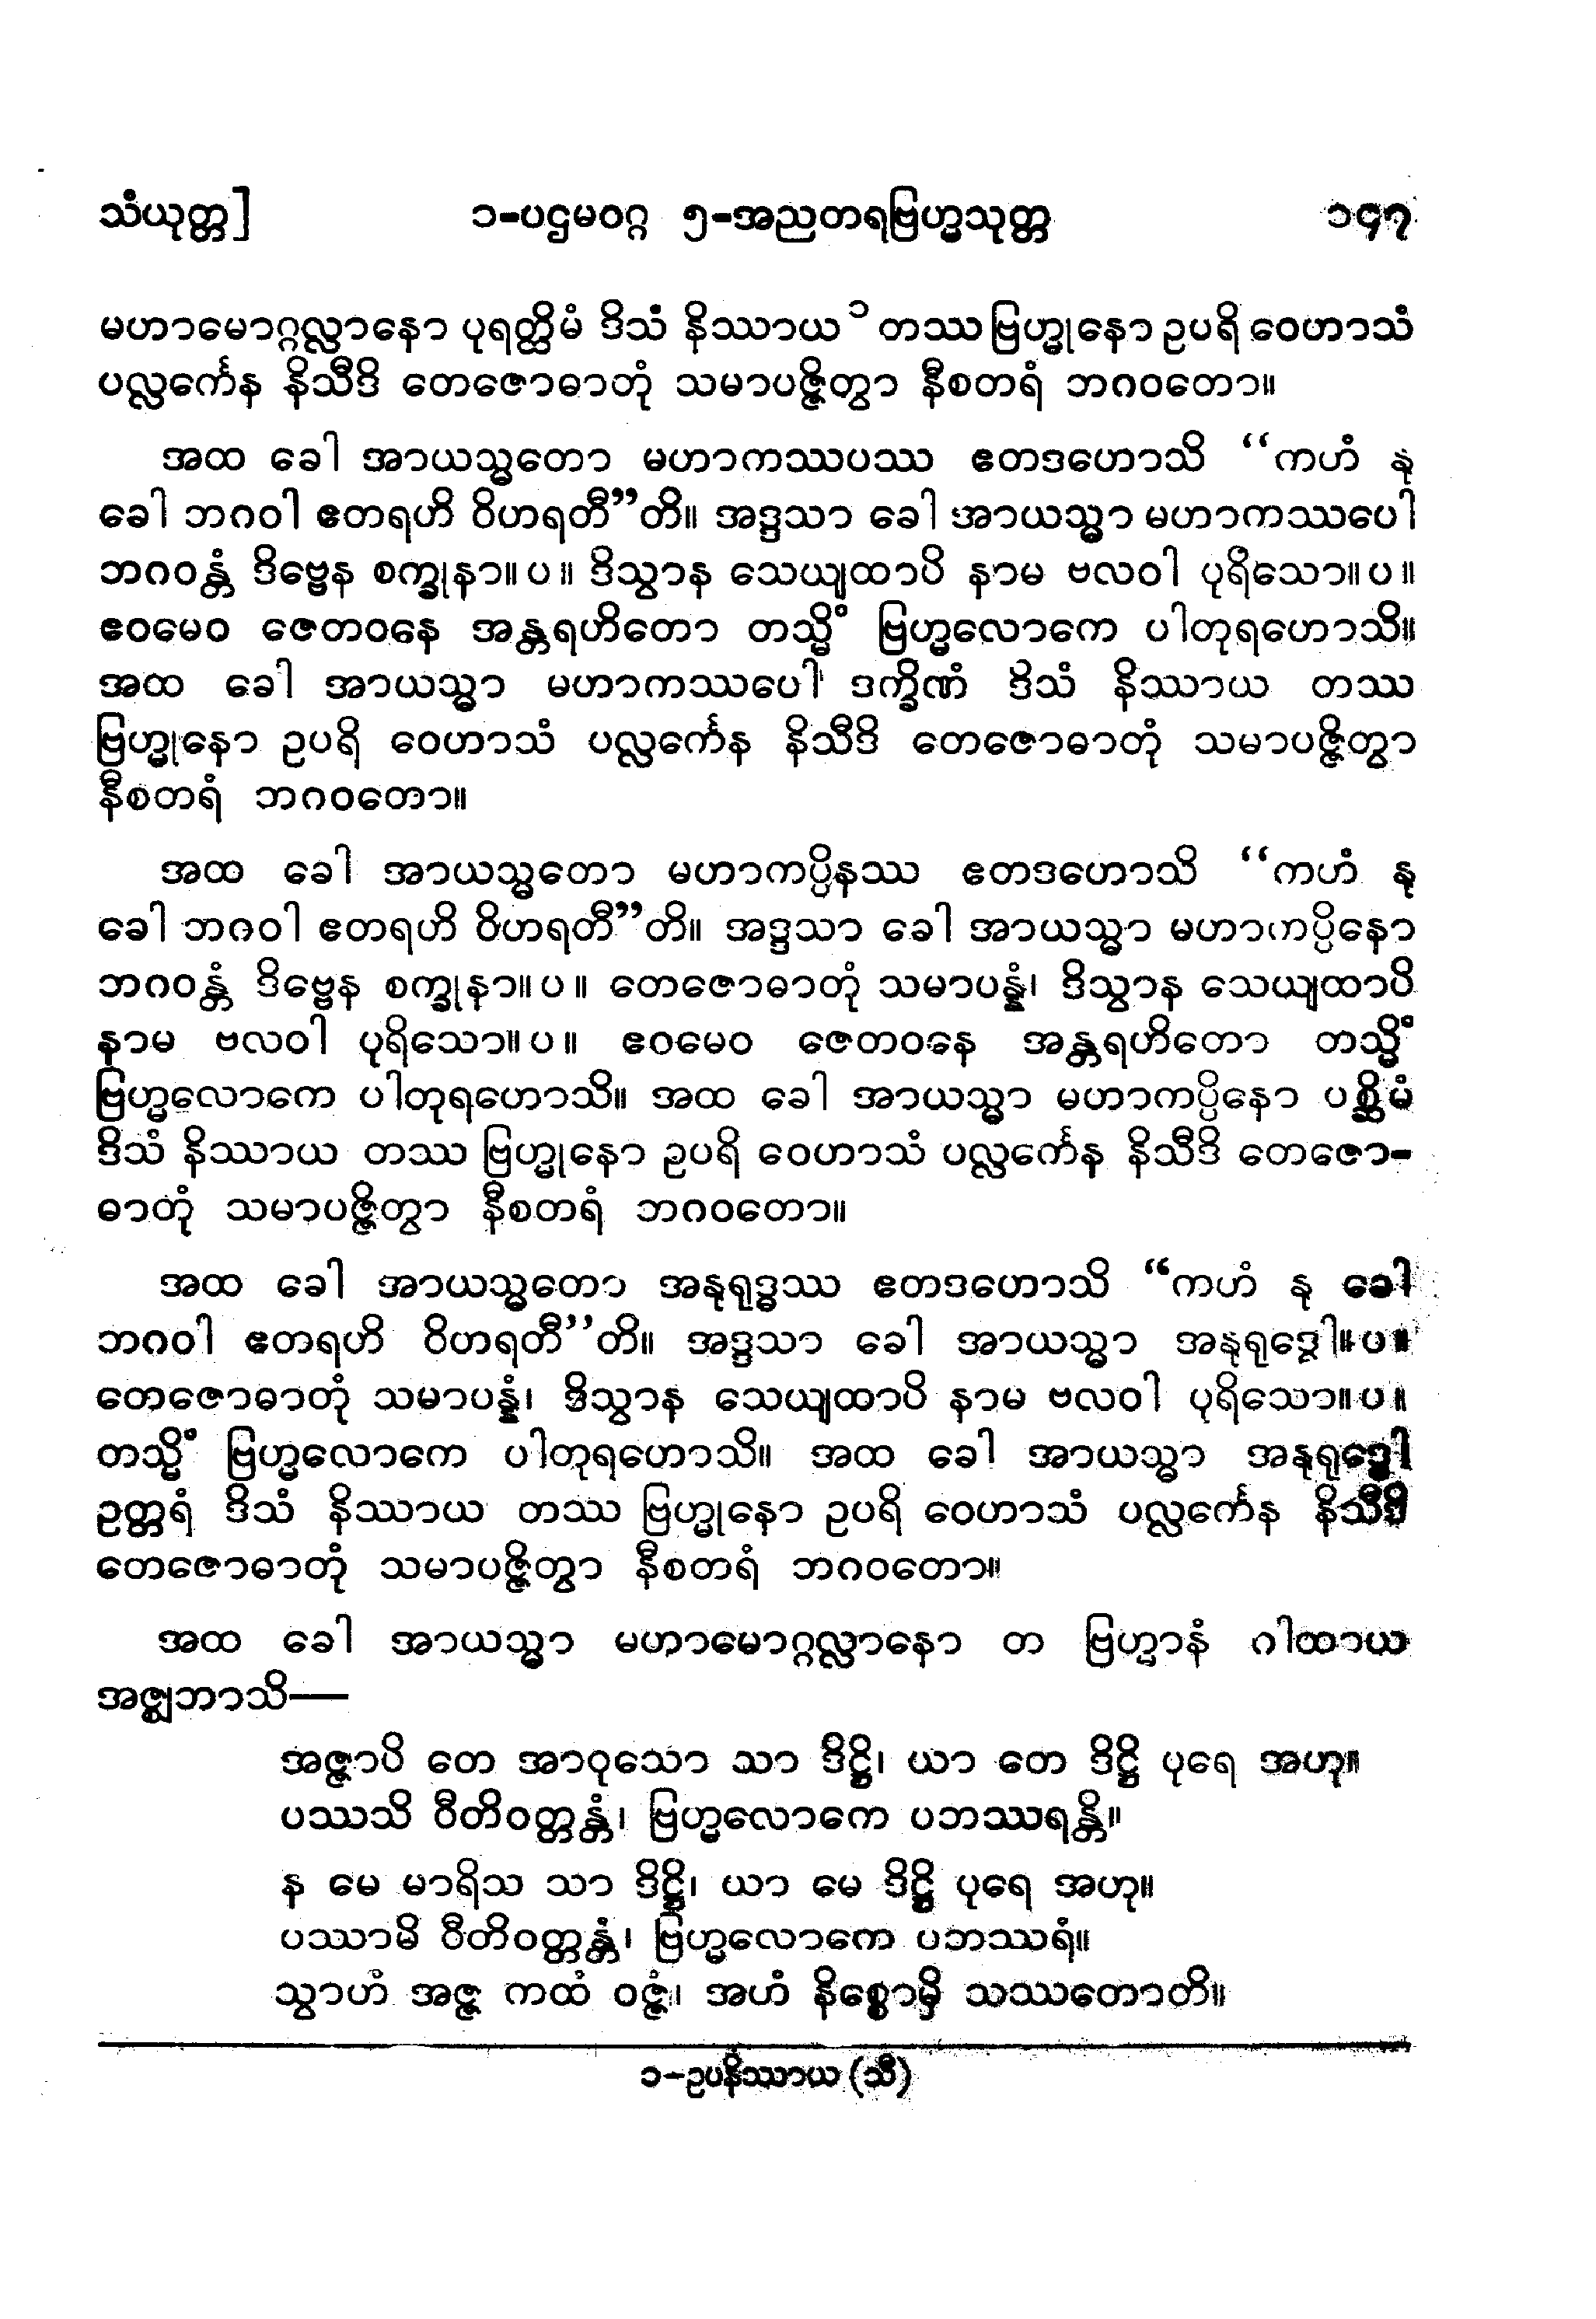 သံယုတ္တ] ၁-ပဌမဝဂ္ဂ ၅-အညတရဗြဟ္မသုတ္တ ၁၄၇
မဟာမောဂ္ဂလ္လာနော ပုရတ္ထိမံ ဒိသံ နိဿာယ ၁ တဿ ဗြဟ္မုနော ဥပရိ ဝေဟာသံ
ပလ္လင်္ကေန နိသီဒိ တေဇောဓာတုံ သမာပဇ္ဇိတွာ နီစတရံ ဘဂဝတော။
အထ ခေါ အာယသ္မတော မဟာကဿပဿ ဧတဒဟောသိ “ကဟံ နု
ခေါ ဘဂဝါ ဧတရဟိ ဝိဟရတီ”တိ။ အဒ္ဒသာ ခေါ အာယသ္မာ မဟာကဿပေါ
ဘဂဝန္တံ ဒိဗ္ဗေန စက္ခုနာ။ပ။ ဒိသွာန သေယျထာပိ နာမ ဗလဝါ ပုရိသော။ပ။
ဧဝမေဝ ဇေတဝနေ အန္တရဟိတော တသ္မိံ ဗြဟ္မလောကေ ပါတုရဟောသိ။
အထ ခေါ အာယသ္မာ မဟာကဿပေါ ဒက္ခိဏံ ဒိသံ နိဿာယ တဿ
ဗြဟ္မုနော ဥပရိ ဝေဟာသံ ပလ္လင်္ကေန နိသီဒိ တေဇောဓာတုံ သမာပဇ္ဇိတွာ
နီစတရံ ဘဂဝတော။
အထ ခေါ အာယသ္မတော မဟာကပ္ပိနဿ ဧတဒဟောသိ “ကဟံ နု
ခေါ ဘဂဝါ ဧတရဟိ ဝိဟရတီ”တိ။ အဒ္ဒသာ ခေါ အာယသ္မာ မဟာကပ္ပိနော
ဘဂဝန္တံ ဒိဗ္ဗေန စက္ခုနာ။ပ။ တေဇောဓာတုံ သမာပန္နံ၊ ဒိသွာန သေယျထာပိ
နာမ ဗလဝါ ပုရိသော။ပ။ ဧဝမေဝ ဇေတဝနေ အန္တရဟိတော တသ္မိံ
ဗြဟ္မလောကေ ပါတုရဟောသိ။ အထ ခေါ အာယသ္မာ မဟာကပ္ပိနော ပစ္ဆိမံ
ဒိသံ နိဿာယ တဿ ဗြဟ္မုနော ဥပရိ ဝေဟာသံ ပလ္လင်္ကေန နိသီဒိ တေဇော-
ဓာတုံ သမာပဇ္ဇိတွာ နီစတရံ ဘဂဝတော။
အထ ခေါ အာယသ္မတော အနုရုဒ္ဓဿ ဧတဒဟောသိ “ကဟံ နု ခေါ
ဘဂဝါ ဧတရဟိ ဝိဟရတီ”တိ။ အဒ္ဒသာ ခေါ အာယသ္မာ အနုရုဒ္ဓေါ။ပ။
တေဇောဓာတုံ သမာပန္နံ၊ ဒိသွာန သေယျထာပိ နာမ ဗလဝါ ပုရိသော။ပ။
တသ္မိံ ဗြဟ္မလောကေ ပါတုရဟောသိ။ အထ ခေါ အာယသ္မာ အနုရုဒ္ဓေါ
ဥတ္တရံ ဒိသံ နိဿာယ တဿ ဗြဟ္မုနော ဥပရိ ဝေဟာသံ ပလ္လင်္ကေန နိသီဒိ
တေဇောဓာတုံ သမာပဇ္ဇိတွာ နီစတရံ ဘဂဝတော။
အထ ခေါ အာယသ္မာ မဟာမောဂ္ဂလ္လာနော တ ဗြဟ္မာနံ ဂါထာယ
အဇ္ဈဘာသိ—
အဇ္ဇာပိ တေ အာဝုသော သာ ဒိဋ္ဌိ၊ ယာ တေ ဒိဋ္ဌိ ပုရေ အဟု။
ပဿသိ ဝီတိဝတ္တန္တံ၊ ဗြဟ္မလောကေ ပဘဿရန္တိ။
န မေ မာရိသ သာ ဒိဋ္ဌိ၊ ယာ မေ ဒိဋ္ဌိ ပုရေ အဟု။
ပဿာမိ ဝီတိဝတ္တန္တံ၊ ဗြဟ္မလောကေ ပဘဿရံ။
သွာဟံ အဇ္ဇ ကထံ ဝဇ္ဇံ၊ အဟံ နိစ္စောမှိ သဿတောတိ။
၁-ဥပနိဿာယ (သီ)